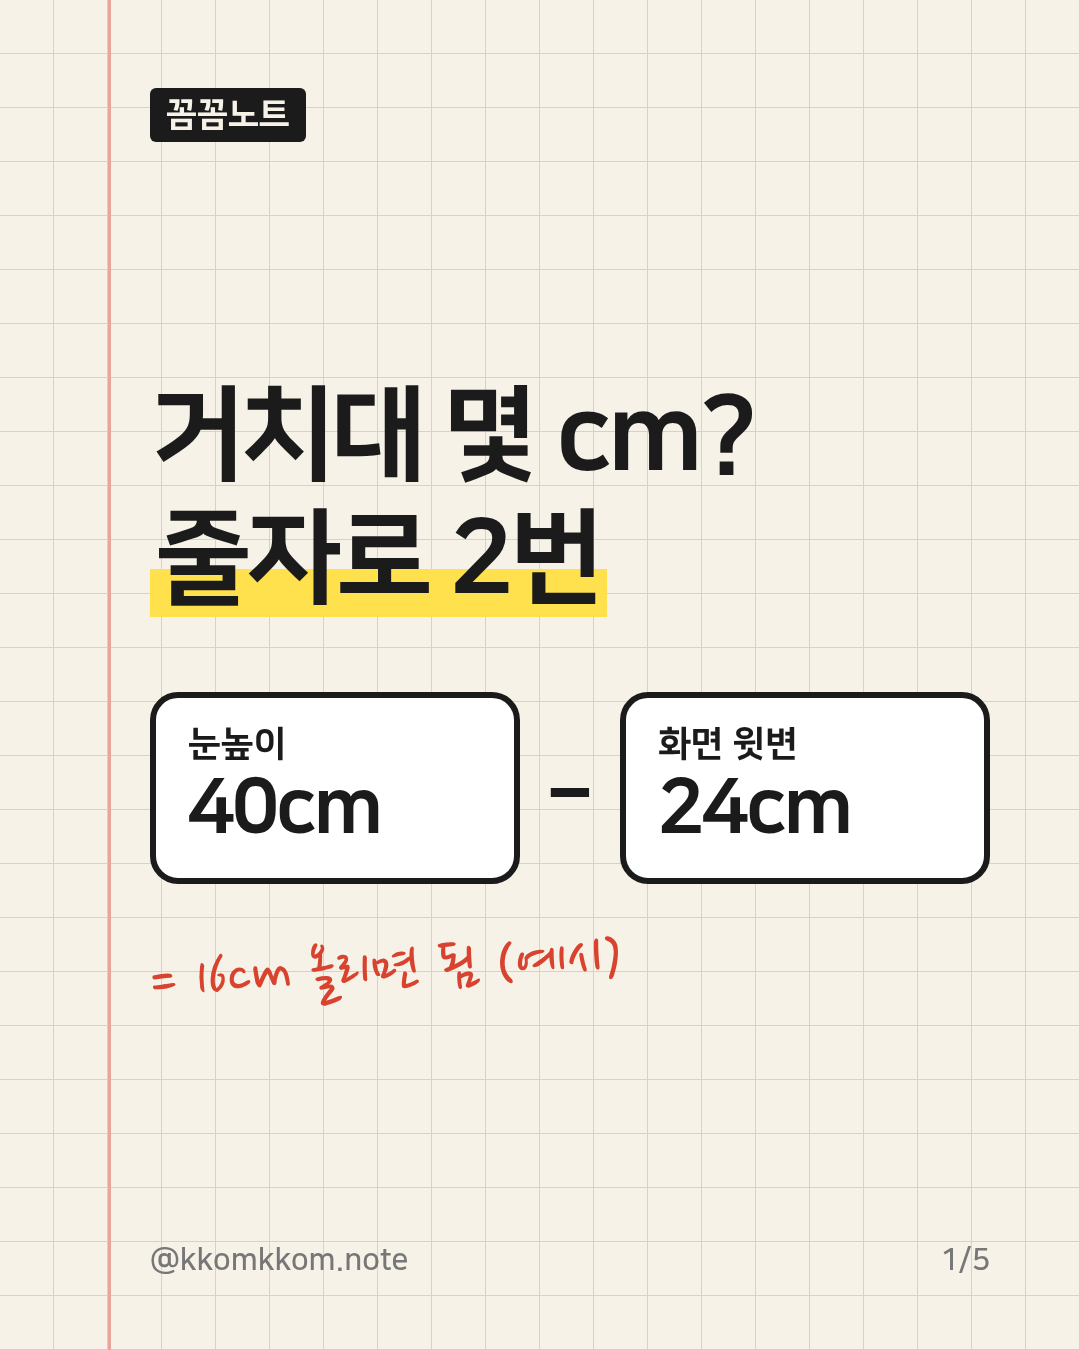 꼼꼼노트
거치대 몇 cm?
줄자로 2번
눈높이
40cm
–
화면 윗변
24cm
= 16cm 올리면 됨 (예시)
@kkomkkom.note
1/5